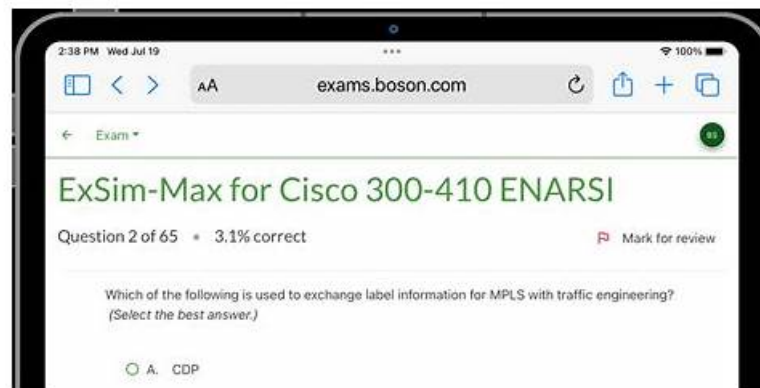 2:38 PM Wed Jul 19
100%
AA
exams.boson.com
Exam
BS
ExSim-Max for Cisco 300-410 ENARSI
Question 2 of 65 • 3.1% correct
Mark for review
Which of the following is used to exchange label information for MPLS with traffic engineering?
(Select the best answer.)
A. CDP